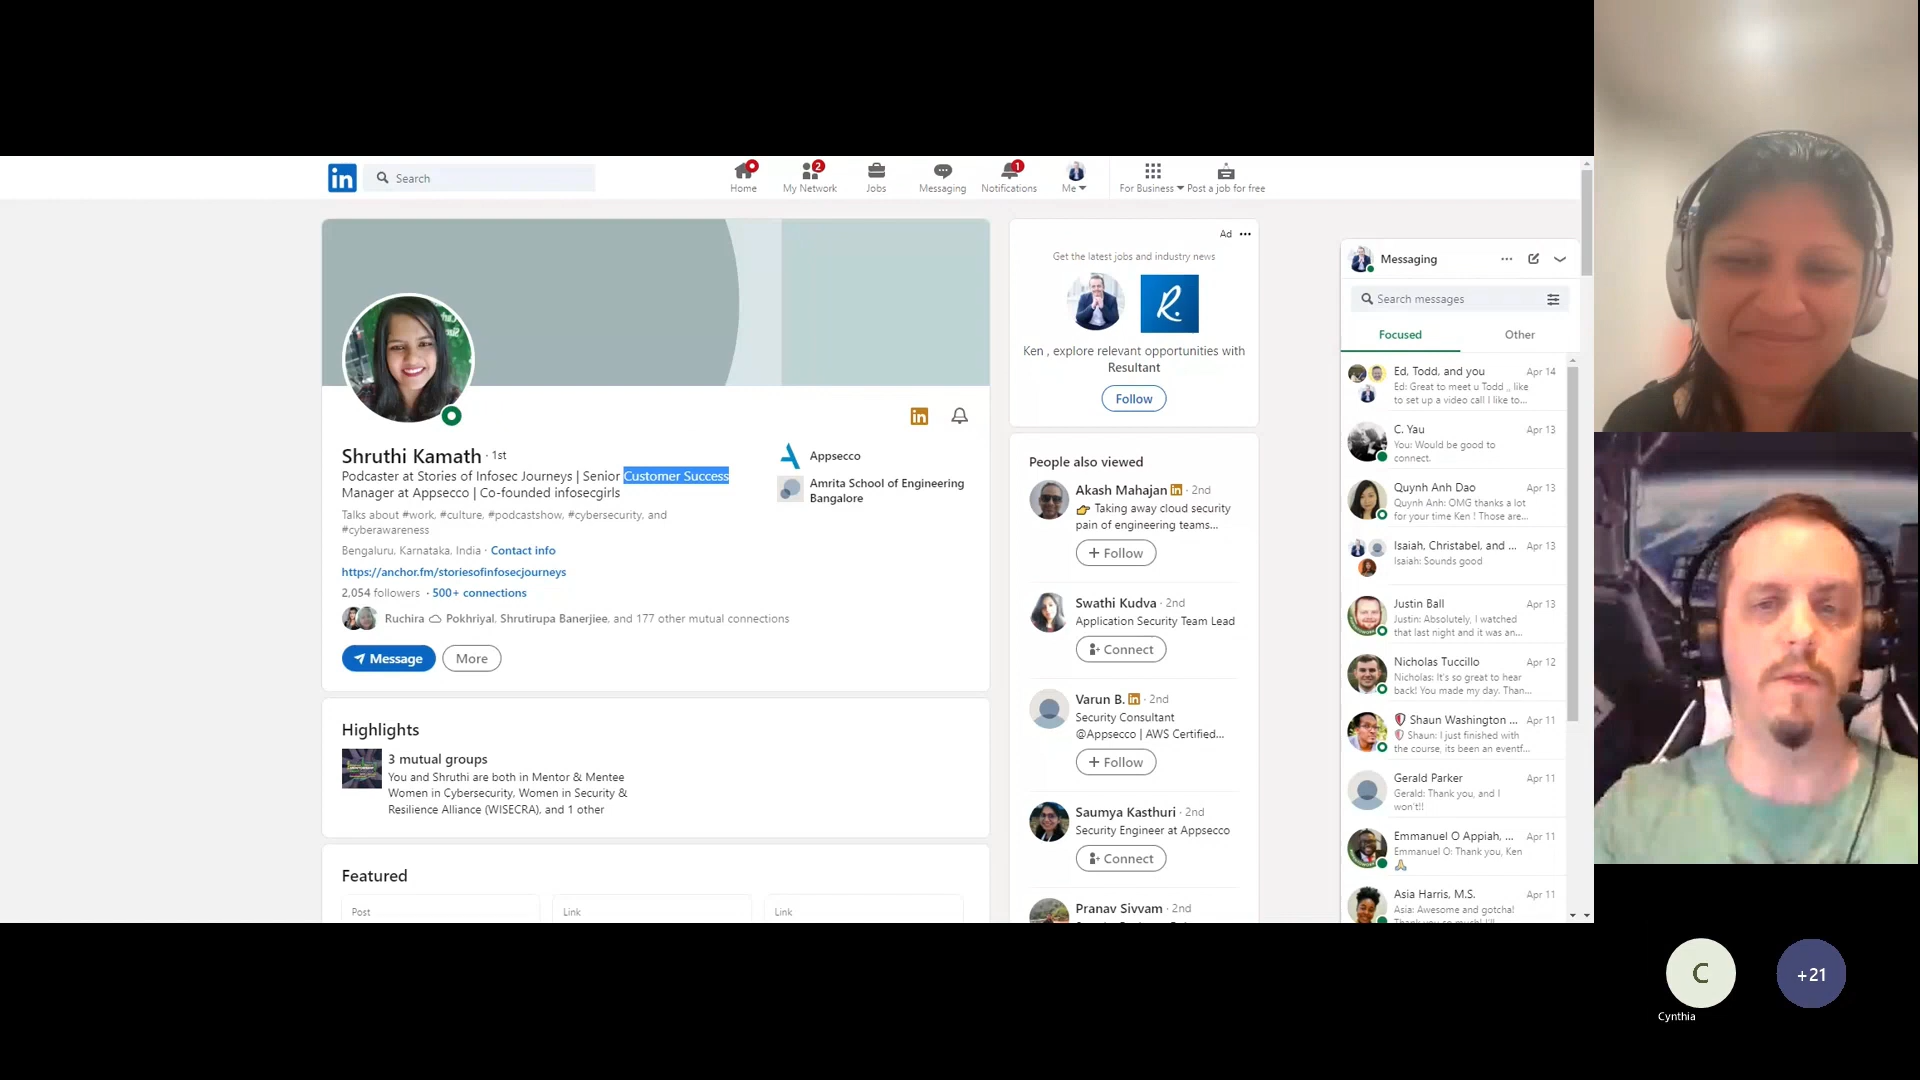 in
Search
2
1
Home
My Network
Jobs
Messaging
Notifications
Me
For Business
Post a job for free
Shruthi Kamath · 1st
Podcaster at Stories of Infosec Journeys | Senior Customer Success
Manager at Appsecco | Co-founded infosecgirls
Talks about #work, #culture, #podcastshow, #cybersecurity, and
#cyberawareness
Bengaluru, Karnataka, India · Contact info
https://anchor.fm/storiesofinfosecjourneys
2,054 followers · 500+ connections
Ruchira Pokhriyal, Shrutirupa Banerjiee, and 177 other mutual connections
Message
More
in
Appsecco
Amrita School of Engineering
Bangalore
Highlights
3 mutual groups
You and Shruthi are both in Mentor & Mentee
Women in Cybersecurity, Women in Security &
Resilience Alliance (WISECRA), and 1 other
Featured
Post
Link
Link
Ad
Get the latest jobs and industry news
R.
Ken , explore relevant opportunities with
Resultant
Follow
People also viewed
Akash Mahajan in · 2nd
Taking away cloud security
pain of engineering teams...
+ Follow
Swathi Kudva · 2nd
Application Security Team Lead
Connect
Varun B. in · 2nd
Security Consultant
@Appsecco | AWS Certified...
+ Follow
Saumya Kasthuri · 2nd
Security Engineer at Appsecco
Connect
Pranav Sivvam · 2nd
Messaging
Search messages
Focused
Other
Ed, Todd, and you Apr 14
Ed: Great to meet u Todd ,, like
to set up a video call I like to...
C. Yau Apr 13
You: Would be good to
connect.
Quynh Anh Dao Apr 13
Quynh Anh: OMG thanks a lot
for your time Ken ! Those are...
Isaiah, Christabel, and ... Apr 13
Isaiah: Sounds good
Justin Ball Apr 13
Justin: Absolutely, I watched
that last night and it was an...
Nicholas Tuccillo Apr 12
Nicholas: It's so great to hear
back! You made my day. Than...
Shaun Washington ... Apr 11
Shaun: I just finished with
the course, its been an eventf...
Gerald Parker Apr 11
Gerald: Thank you, and I
won't!!
Emmanuel O Appiah, ... Apr 11
Emmanuel O: Thank you, Ken
Asia Harris, M.S. Apr 11
Asia: Awesome and gotcha!
C
Cynthia
+21